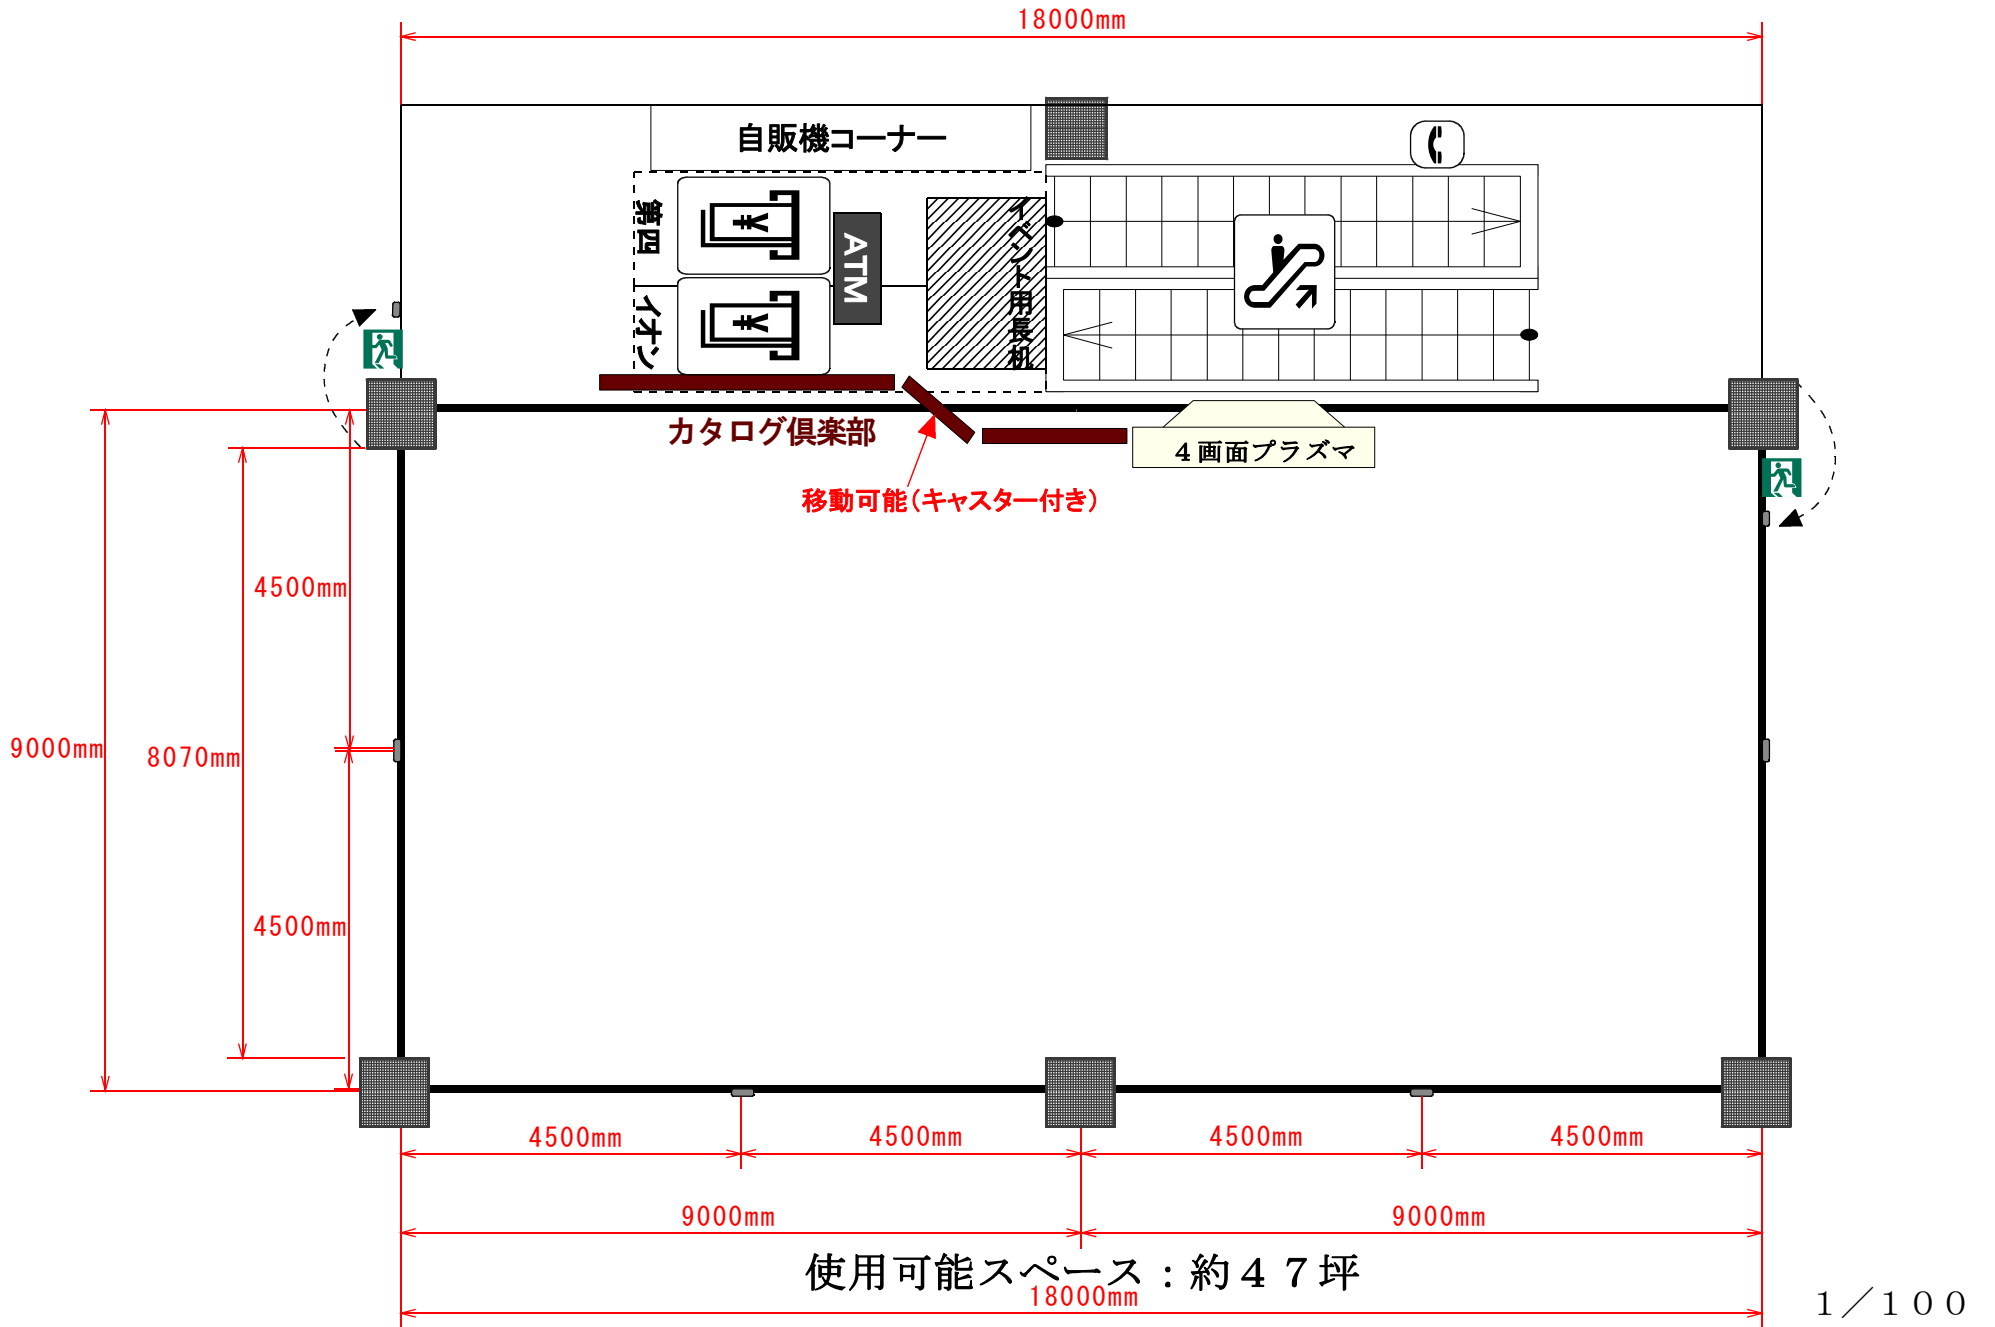 18000mm
自販機コーナー
第四
ATM
イオン
イベント用長机
カタログ倶楽部
4画面プラズマ
移動可能(キャスター付き)
4500mm
9000mm
8070mm
4500mm
4500mm
4500mm
4500mm
4500mm
9000mm
9000mm
使用可能スペース:約47坪
18000mm
1/100